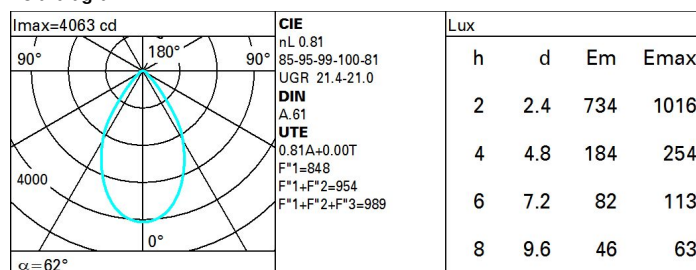 Imax=4063 cd
90° 180° 90°
4000
0°
α=62°
CIE
nL 0.81
85-95-99-100-81
UGR 21.4-21.0
DIN
A.61
UTE
0.81A+0.00T
F"1=848
F"1+F"2=954
F"1+F"2+F"3=989
Lux
h d Em Emax
2 2.4 734 1016
4 4.8 184 254
6 7.2 82 113
8 9.6 46 63